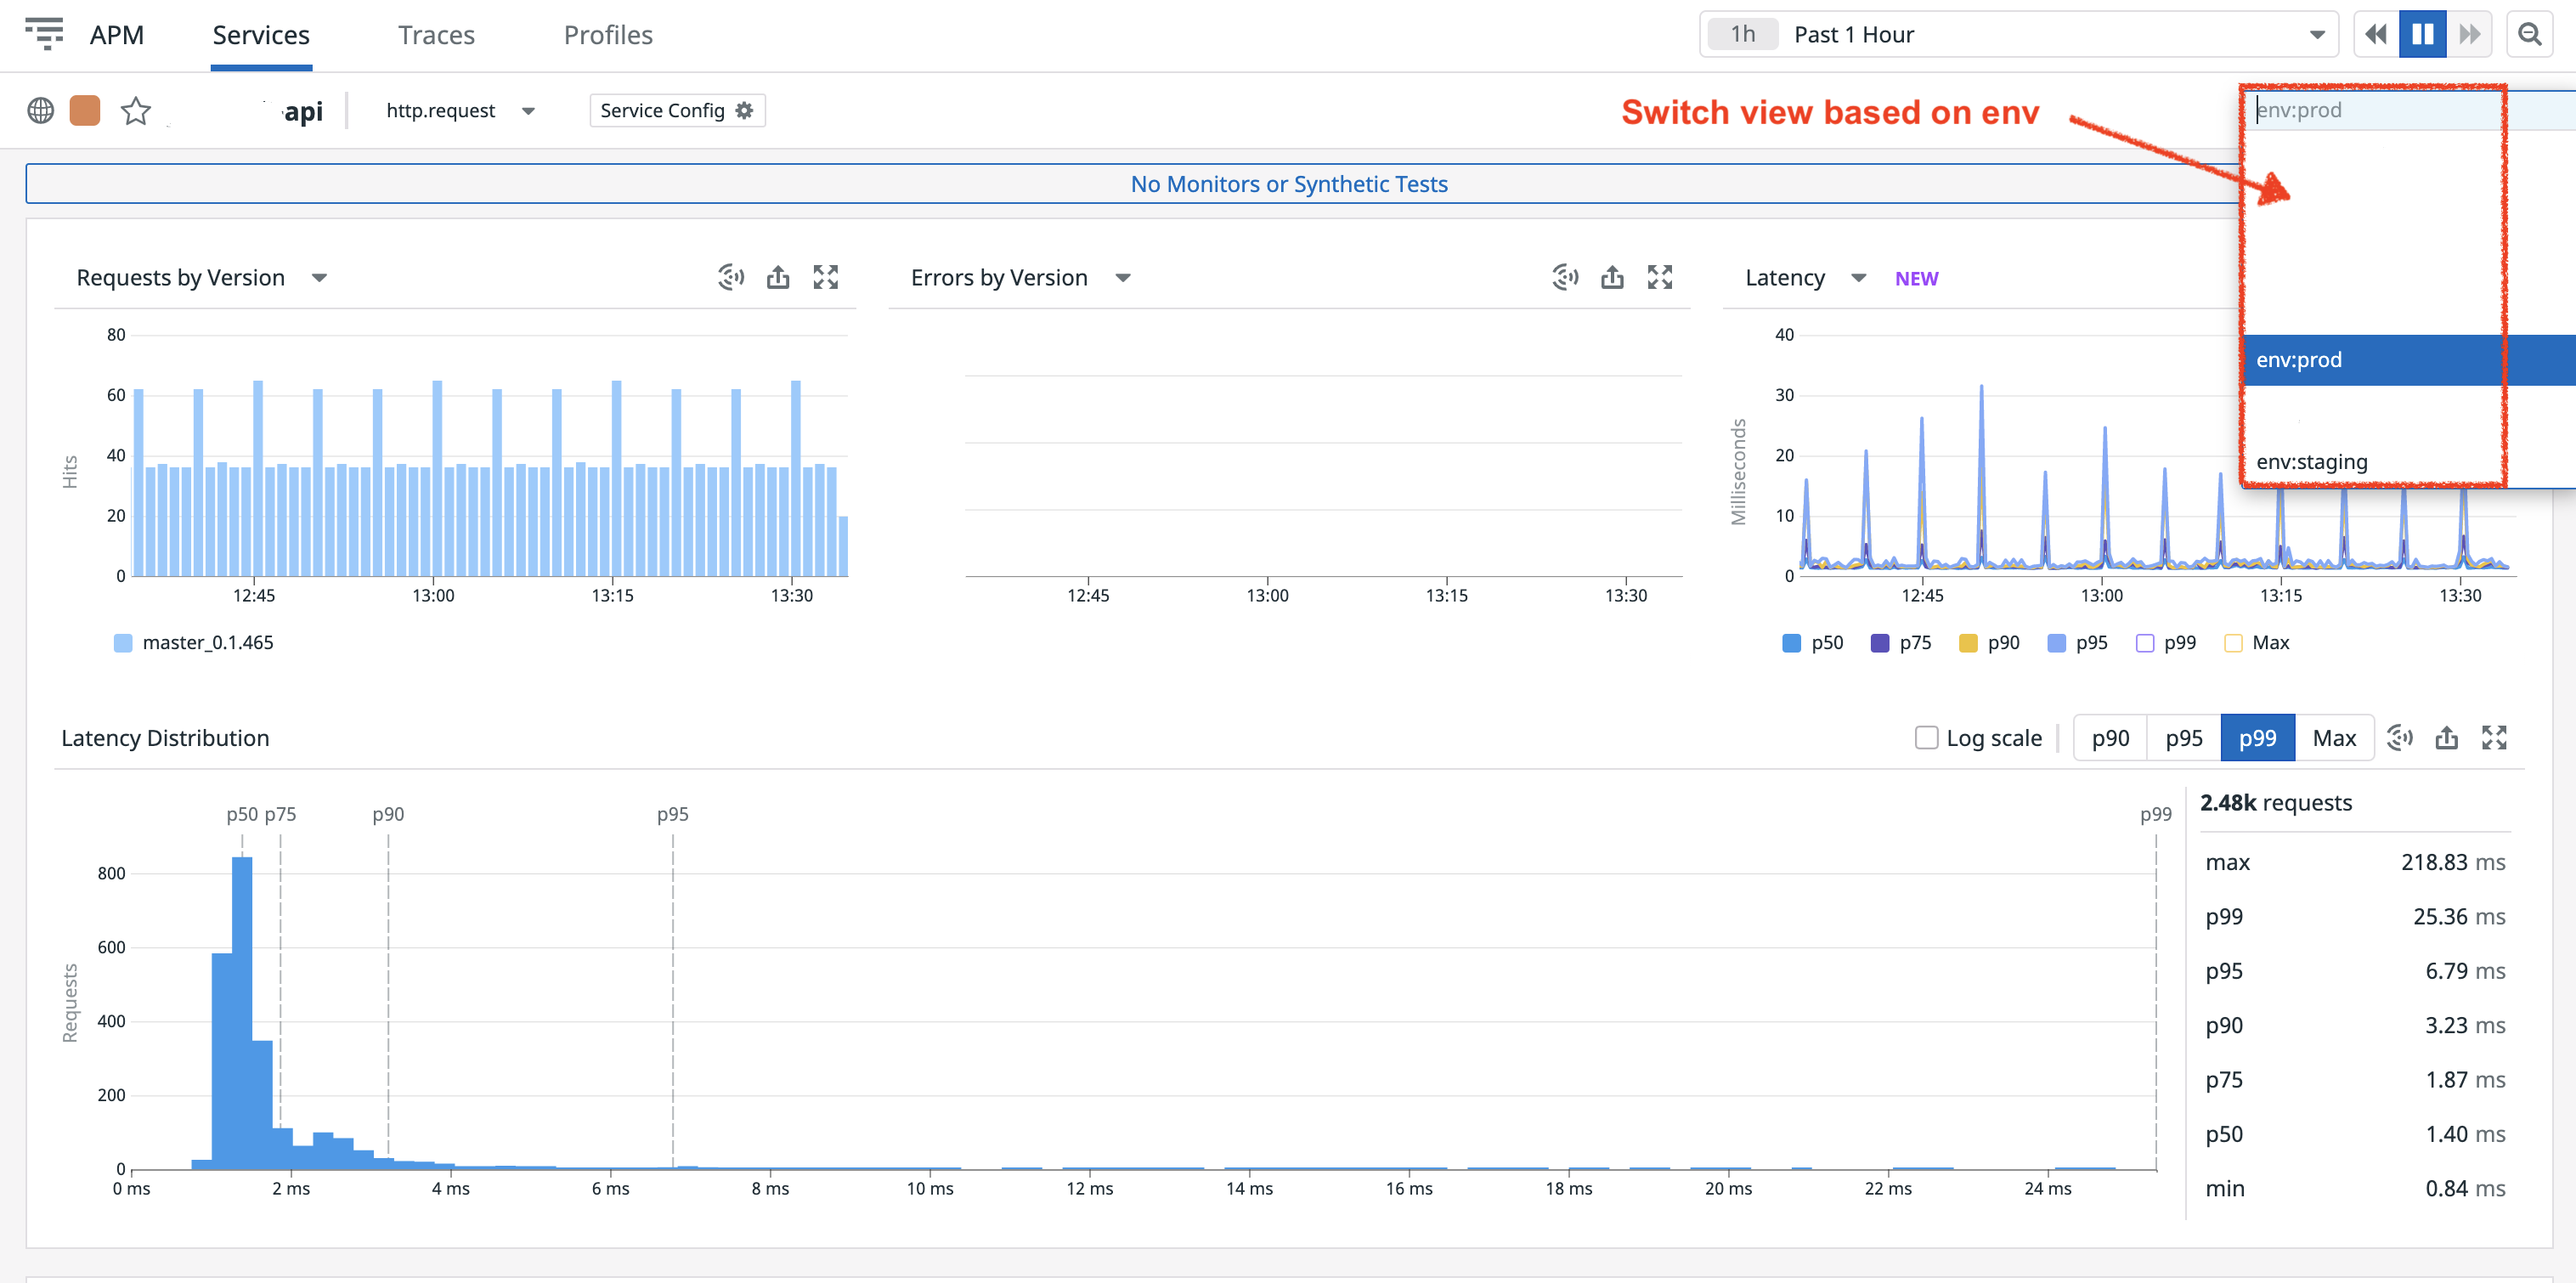 APM Services Traces Profiles 1h Past 1 Hour
-api http.request Service Config Switch view based on env env:prod
No Monitors or Synthetic Tests
env:prod
env:staging
Requests by Version
80
60
40
20
0
Hits
12:45 13:00 13:15 13:30
master_0.1.465
Errors by Version
12:45 13:00 13:15 13:30
Latency NEW
40
30
20
10
0
Milliseconds
12:45 13:00 13:15 13:30
p50 p75 p90 p95 p99 Max
Latency Distribution Log scale p90 p95 p99 Max
p50 p75 p90 p95 p99
800
600
400
200
0
Requests
0 ms 2 ms 4 ms 6 ms 8 ms 10 ms 12 ms 14 ms 16 ms 18 ms 20 ms 22 ms 24 ms
2.48k requests
max 218.83 ms
p99 25.36 ms
p95 6.79 ms
p90 3.23 ms
p75 1.87 ms
p50 1.40 ms
min 0.84 ms